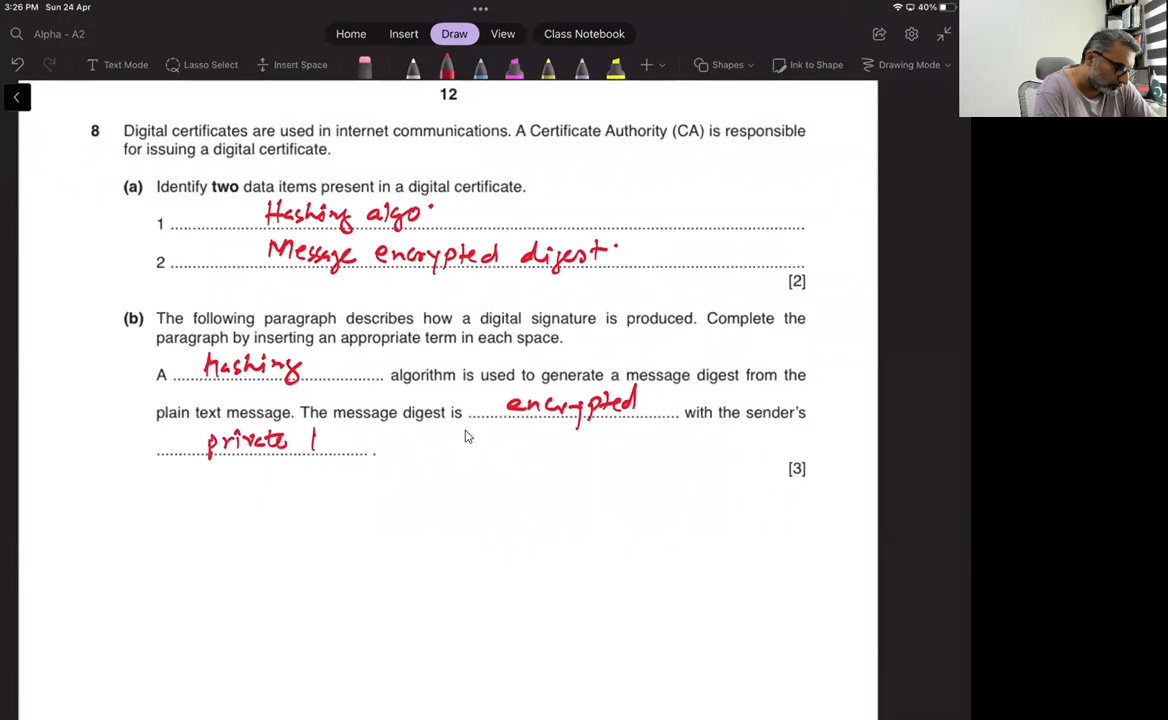 3:26 PM Sun 24 Apr
40%
Alpha - A2
Home Insert Draw View Class Notebook
Text Mode Lasso Select Insert Space Shapes Ink to Shape Drawing Mode
12
8 Digital certificates are used in internet communications. A Certificate Authority (CA) is responsible
for issuing a digital certificate.
(a) Identify two data items present in a digital certificate.
1 Hashing algo.
2 Message encrypted digest.
[2]
(b) The following paragraph describes how a digital signature is produced. Complete the
paragraph by inserting an appropriate term in each space.
A hashing algorithm is used to generate a message digest from the
plain text message. The message digest is encrypted with the sender's
private .
[3]